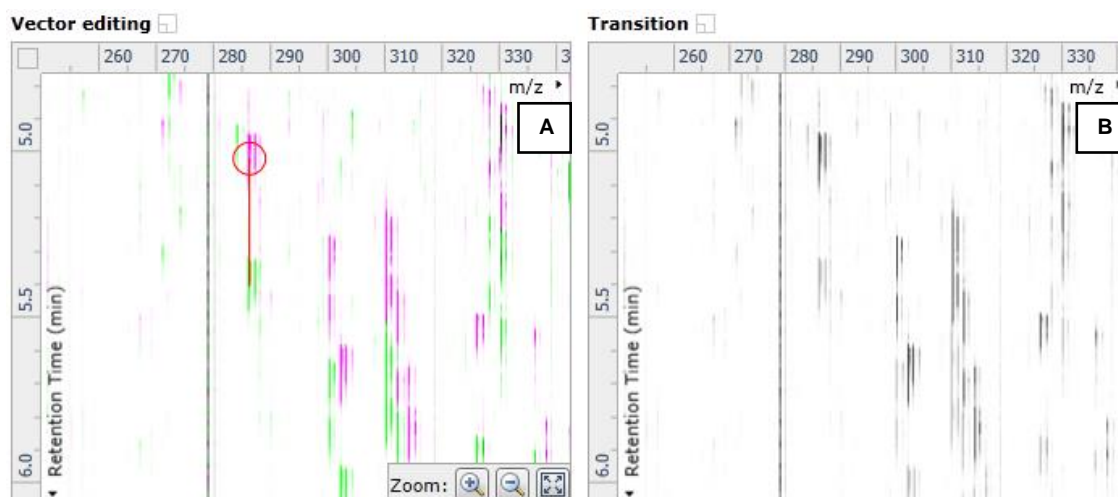 Vector editing
260 270 280 290 300 310 320 330 3
m/z
A
5.0
5.5
6.0
Retention Time (min)
Zoom:
Transition
260 270 280 290 300 310 320 330
m/z
B
5.0
5.5
6.0
Retention Time (min)